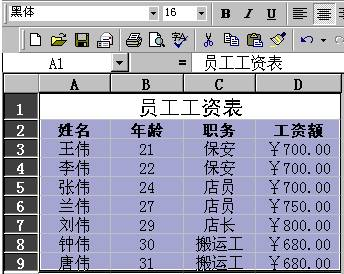 黑体 16 B I U
A1 = 员工工资表
A B C D
1 员工工资表
2 姓名 年龄 职务 工资额
3 王伟 21 保安 ￥700.00
4 李伟 22 保安 ￥700.00
5 张伟 24 店员 ￥700.00
6 兰伟 27 店员 ￥750.00
7 刘伟 29 店长 ￥800.00
8 钟伟 30 搬运工 ￥680.00
9 唐伟 31 搬运工 ￥680.00